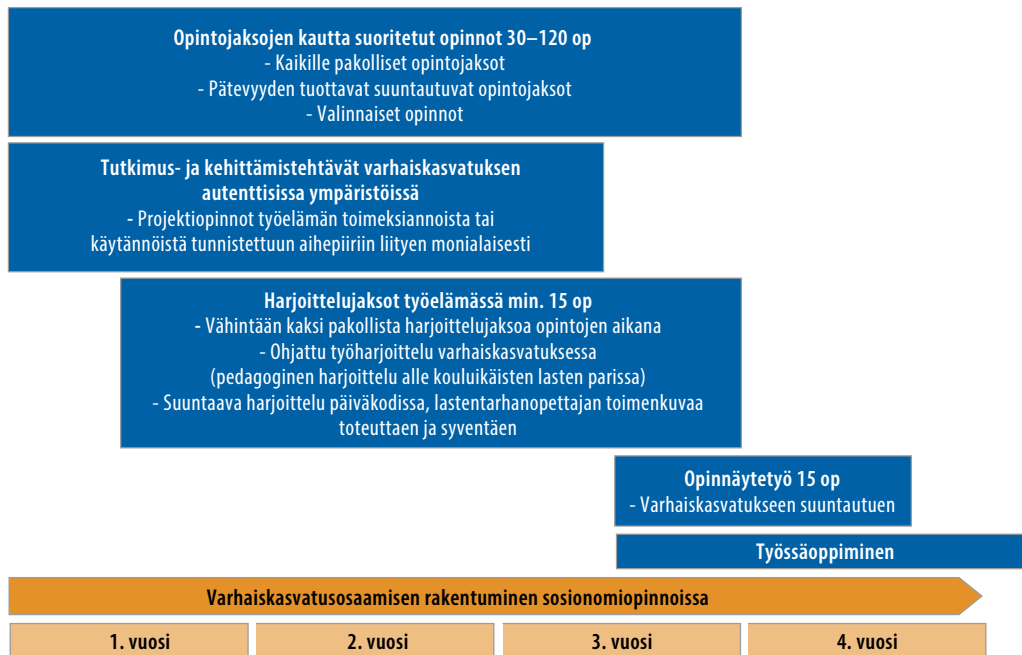 Opintojaksojen kautta suoritetut opinnot 30–120 op
- Kaikille pakolliset opintojaksot
- Pätevyyden tuottavat suuntautuvat opintojaksot
- Valinnaiset opinnot
Tutkimus- ja kehittämistehtävät varhaiskasvatuksen
autenttisissa ympäristöissä
- Projektiopinnot työelämän toimeksiannoista tai
käytännöistä tunnistettuun aihepiiriin liityen monialaisesti
Harjoittelujaksot työelämässä min. 15 op
- Vähintään kaksi pakollista harjoittelujaksoa opintojen aikana
- Ohjattu työharjoittelu varhaiskasvatuksessa
(pedagoginen harjoittelu alle kouluikäisten lasten parissa)
- Suuntaava harjoittelu päiväkodissa, lastentarhanopettajan toimenkuvaa
toteuttaen ja syventäen
Opinnäytetyö 15 op
- Varhaiskasvatukseen suuntautuen
Työssäoppiminen
Varhaiskasvatusosaamisen rakentuminen sosionomiopinnoissa
1. vuosi
2. vuosi
3. vuosi
4. vuosi